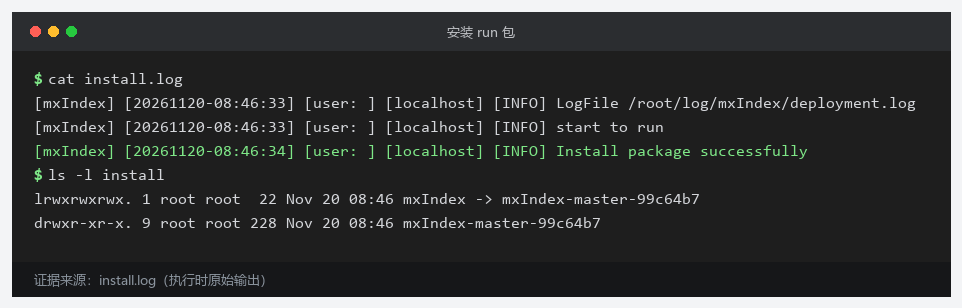 安装 run 包
$ cat install.log
[mxIndex] [20261120-08:46:33] [user: ] [localhost] [INFO] LogFile /root/log/mxIndex/deployment.log
[mxIndex] [20261120-08:46:33] [user: ] [localhost] [INFO] start to run
[mxIndex] [20261120-08:46:34] [user: ] [localhost] [INFO] Install package successfully
$ ls -l install
lrwxrwxrwx. 1 root root  22 Nov 20 08:46 mxIndex -> mxIndex-master-99c64b7
drwxr-xr-x. 9 root root 228 Nov 20 08:46 mxIndex-master-99c64b7
证据来源：install.log（执行时原始输出）